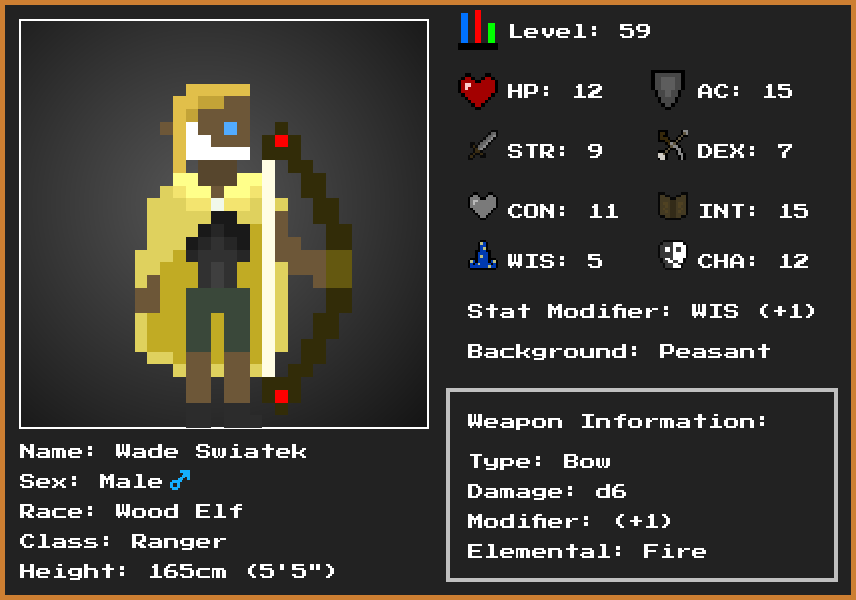 Level: 59
HP: 12 AC: 15
STR: 9 DEX: 7
CON: 11 INT: 15
WIS: 5 CHA: 12
Stat Modifier: WIS (+1)
Background: Peasant
Weapon Information:
Type: Bow
Damage: d6
Modifier: (+1)
Elemental: Fire
Name: Wade Swiatek
Sex: Male ♂
Race: Wood Elf
Class: Ranger
Height: 165cm (5'5")